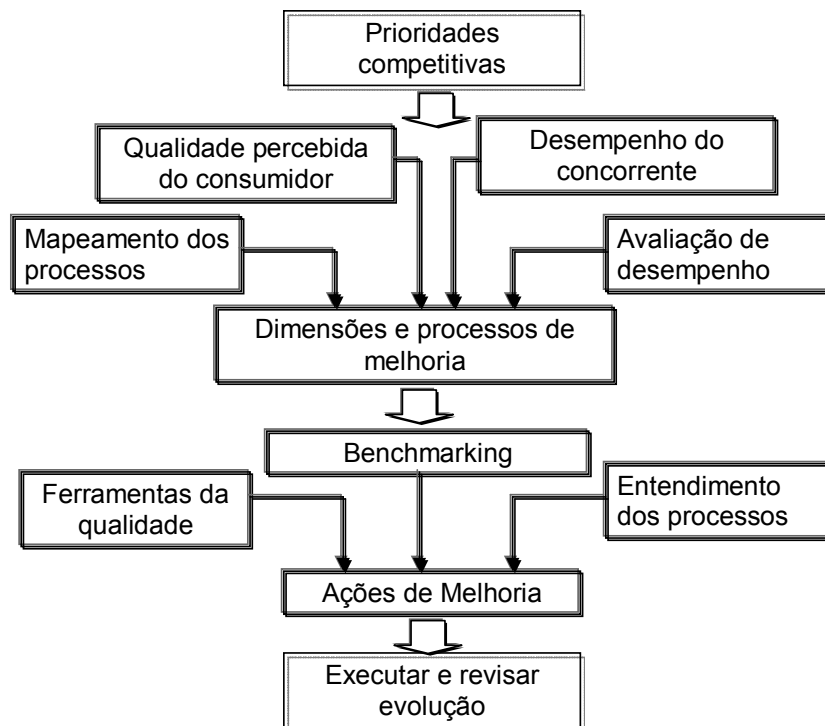 Prioridades
competitivas
Qualidade percebida
do consumidor
Desempenho do
concorrente
Mapeamento dos
processos
Avaliação de
desempenho
Dimensões e processos de
melhoria
Benchmarking
Ferramentas da
qualidade
Entendimento
dos processos
Ações de Melhoria
Executar e revisar
evolução